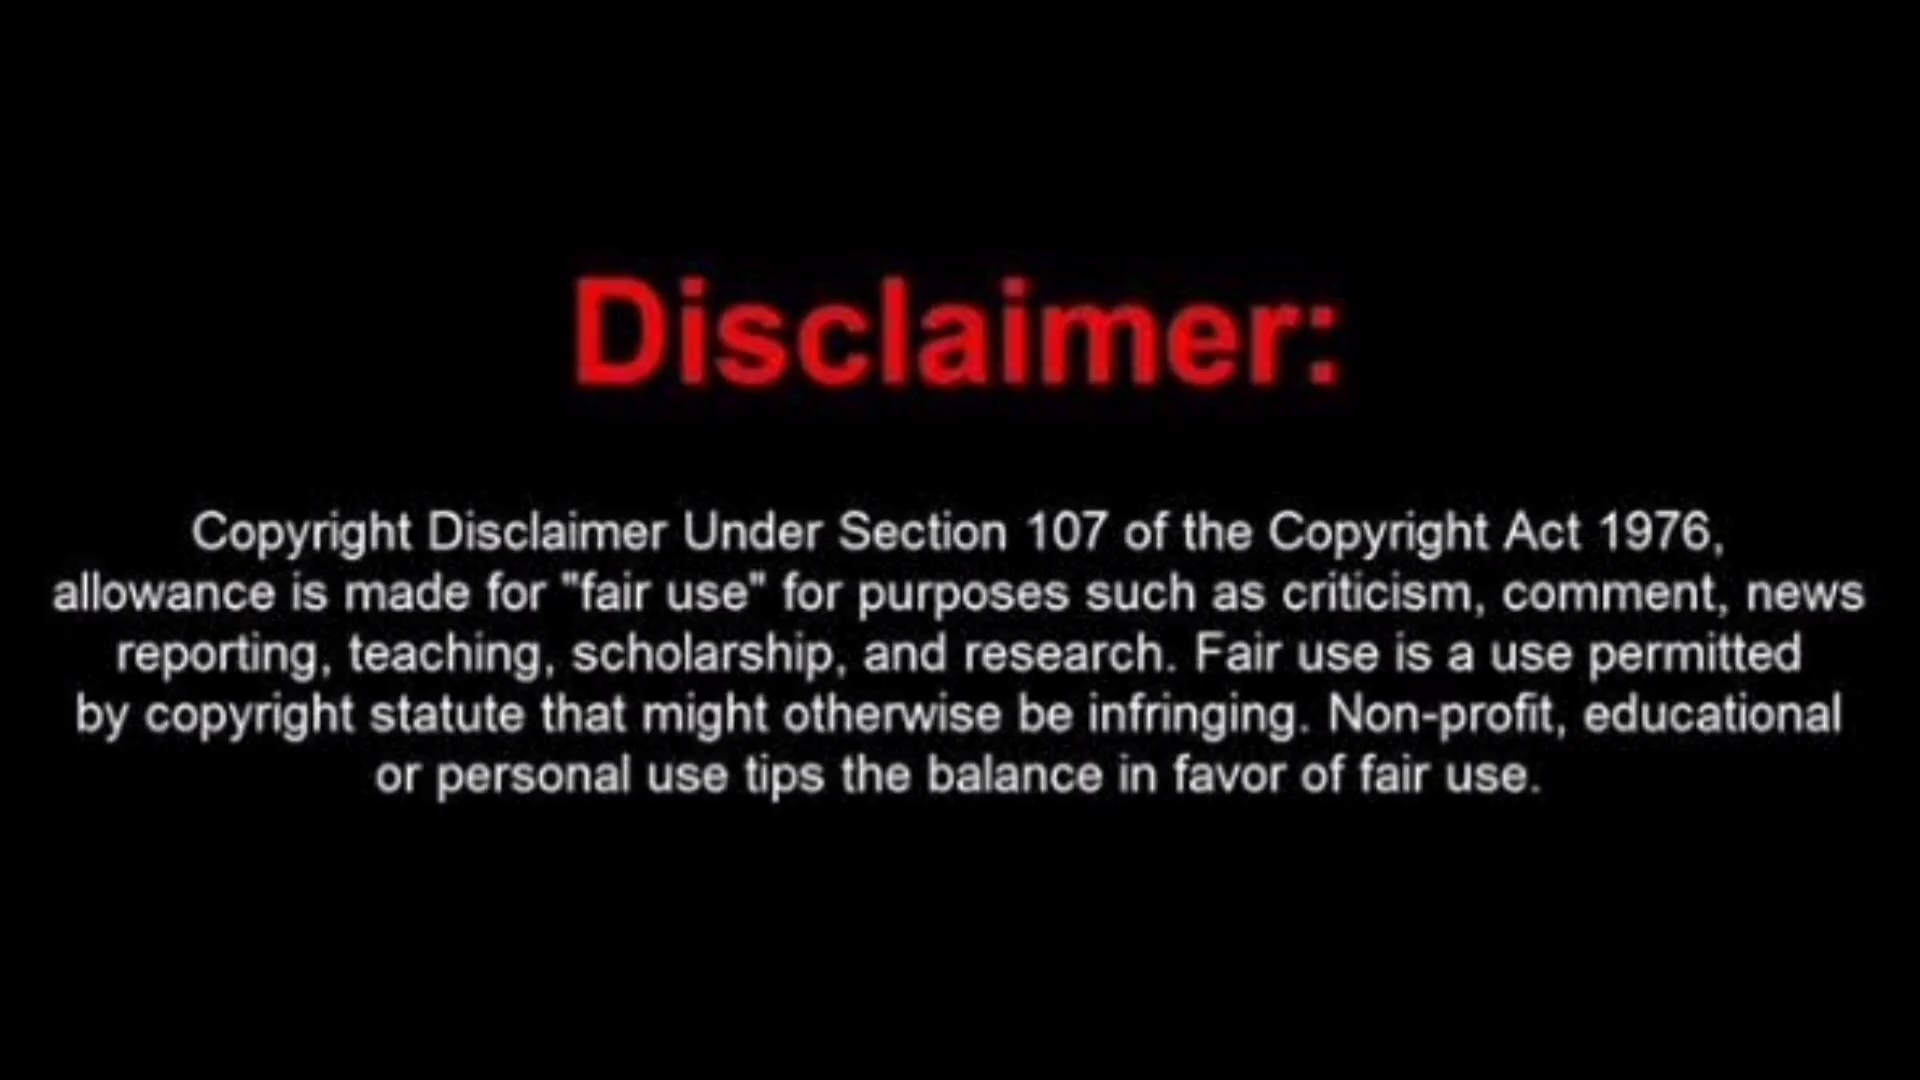 Disclaimer:
Copyright Disclaimer Under Section 107 of the Copyright Act 1976,
allowance is made for "fair use" for purposes such as criticism, comment, news
reporting, teaching, scholarship, and research. Fair use is a use permitted
by copyright statute that might otherwise be infringing. Non-profit, educational
or personal use tips the balance in favor of fair use.